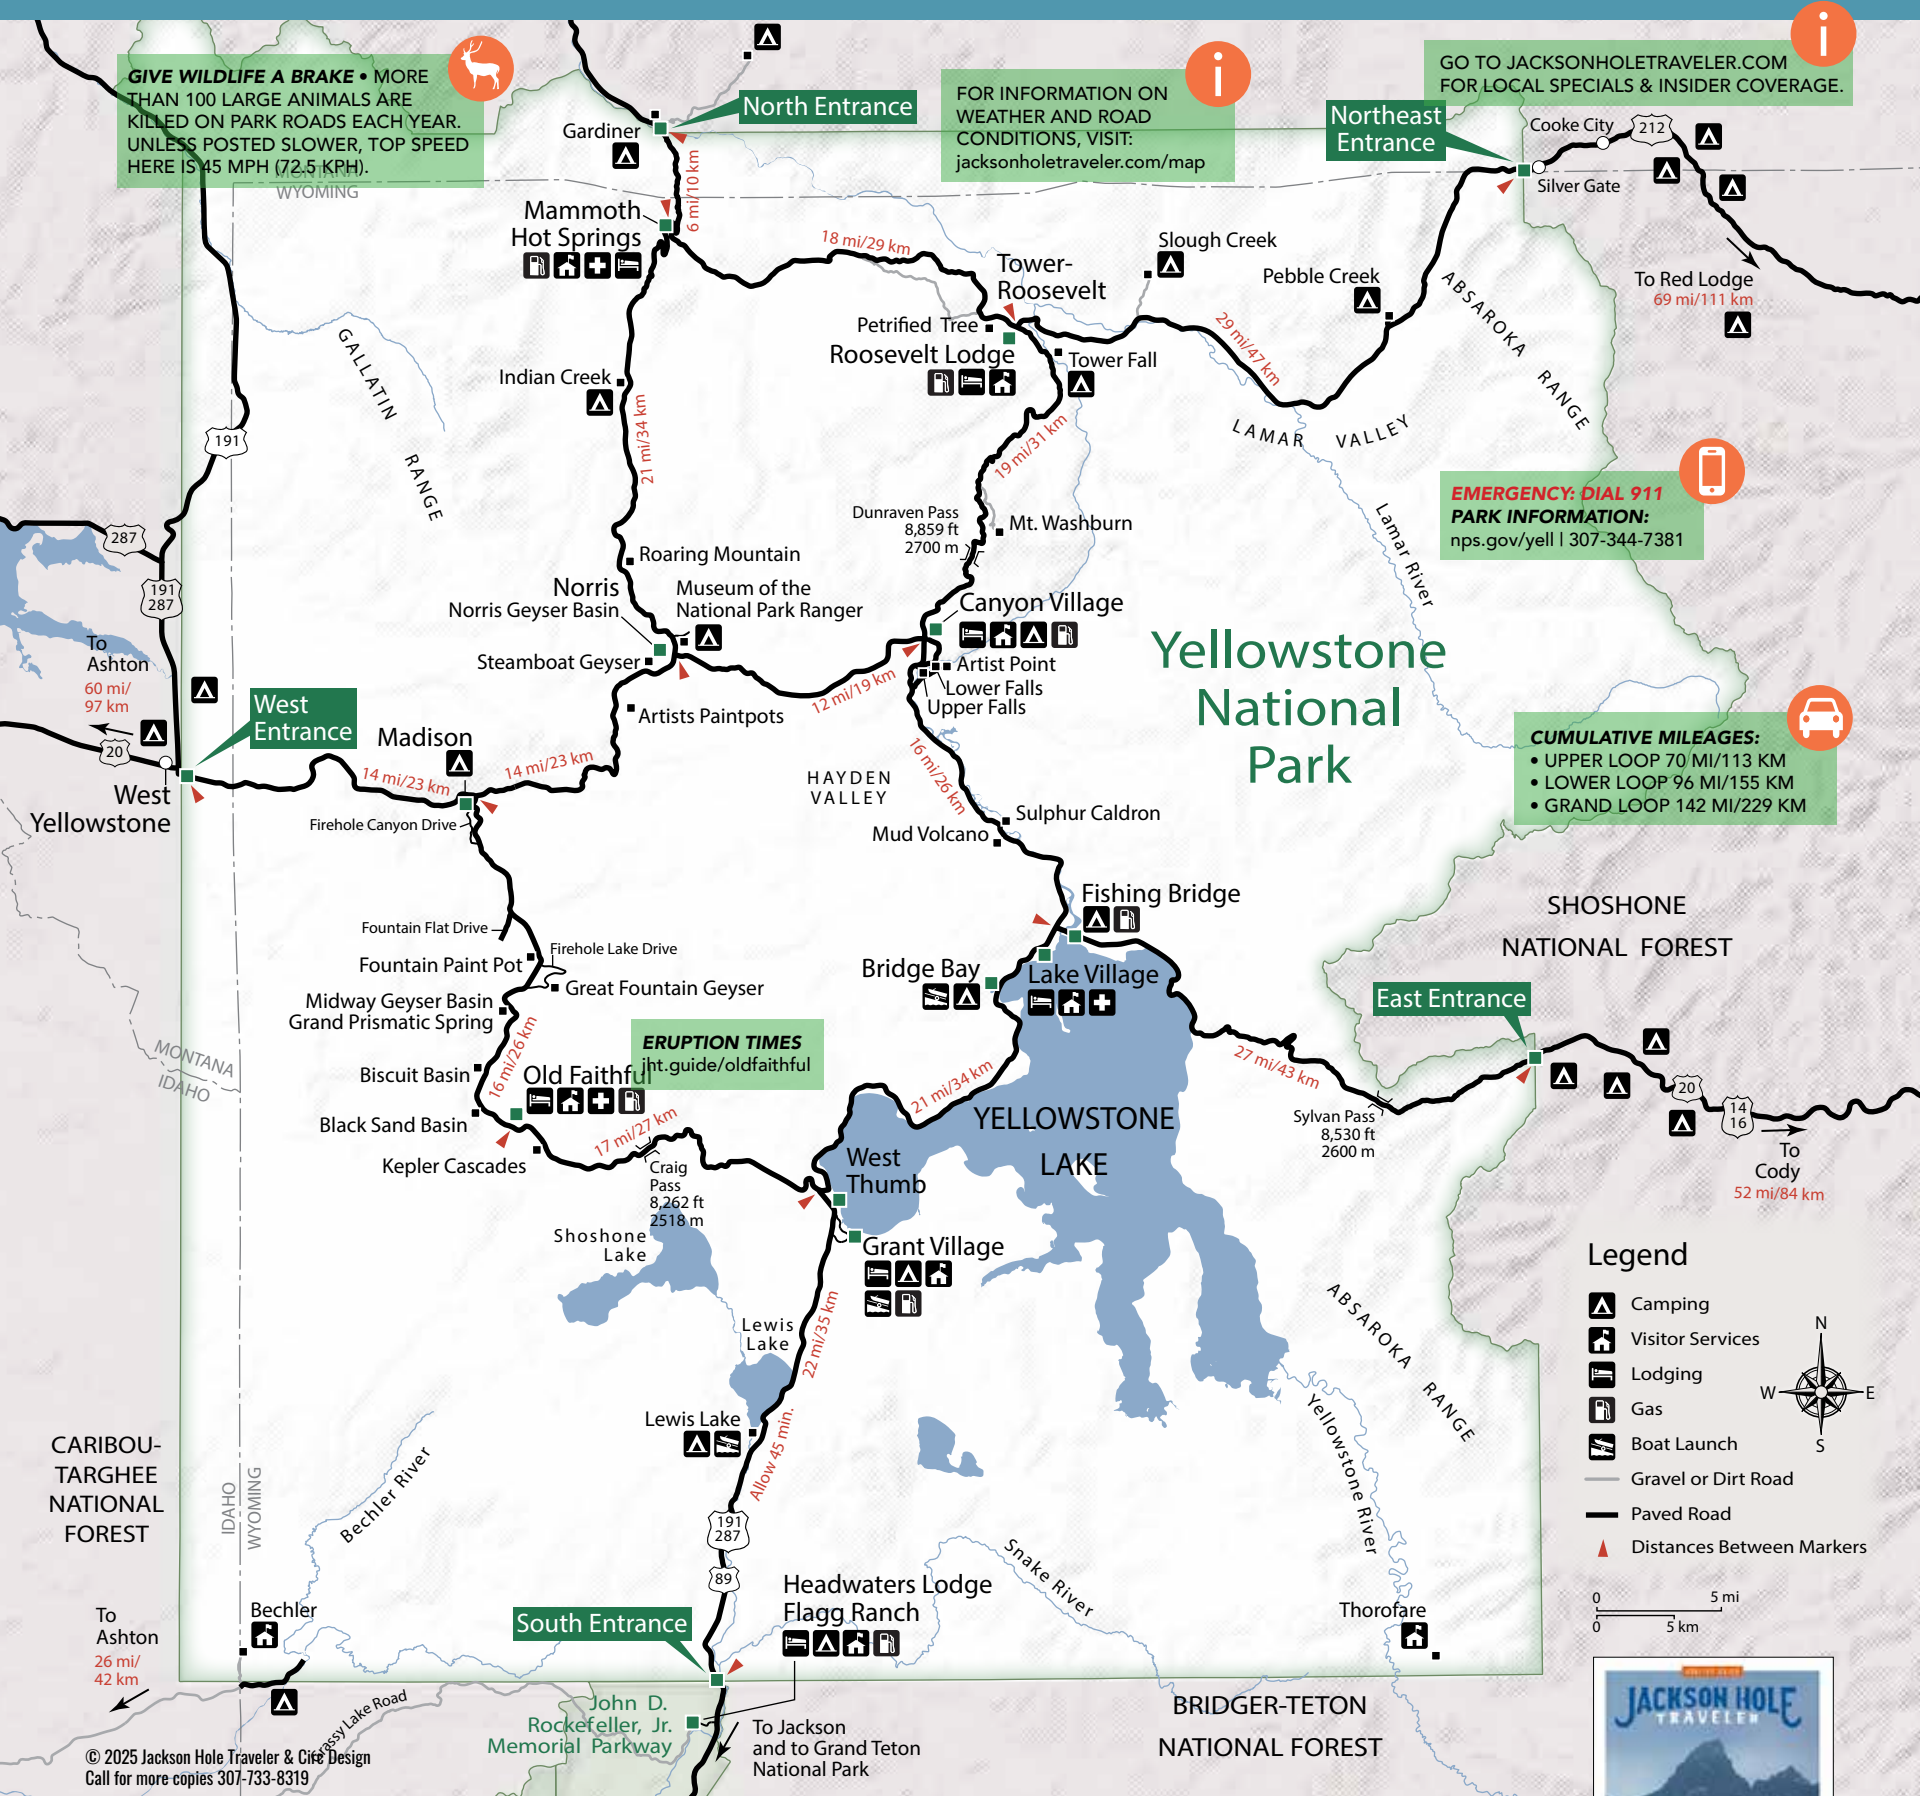 GIVE WILDLIFE A BRAKE • MORE
THAN 100 LARGE ANIMALS ARE
KILLED ON PARK ROADS EACH YEAR.
UNLESS POSTED SLOWER, TOP SPEED
HERE IS 45 MPH (72.5 KPH).
MONTANA
WYOMING
FOR INFORMATION ON
WEATHER AND ROAD
CONDITIONS, VISIT:
jacksonholetraveler.com/map
i
GO TO JACKSONHOLETRAVELER.COM
FOR LOCAL SPECIALS & INSIDER COVERAGE.
i
North Entrance
Gardiner
6 mi/10 km
Northeast
Entrance
Cooke City
212
Silver Gate
Mammoth
Hot Springs
18 mi/29 km
Tower-
Roosevelt
Slough Creek
Pebble Creek
To Red Lodge
69 mi/111 km
ABSAROKA
RANGE
Petrified Tree
Roosevelt Lodge
Tower Fall
29 mi/47 km
GALLATIN
RANGE
Indian Creek
21 mi/34 km
19 mi/31 km
LAMAR VALLEY
191
EMERGENCY: DIAL 911
PARK INFORMATION:
nps.gov/yell | 307-344-7381
Lamar River
Dunraven Pass
8,859 ft
2700 m
Mt. Washburn
287
191
287
Roaring Mountain
Norris
Norris Geyser Basin
Museum of the
National Park Ranger
Steamboat Geyser
Canyon Village
Artist Point
Lower Falls
Upper Falls
12 mi/19 km
Artists Paintpots
Yellowstone
National
Park
To
Ashton
60 mi/
97 km
20
West
Entrance
West
Yellowstone
Madison
14 mi/23 km
14 mi/23 km
Firehole Canyon Drive
HAYDEN
VALLEY
16 mi/26 km
Sulphur Caldron
Mud Volcano
CUMULATIVE MILEAGES:
• UPPER LOOP 70 MI/113 KM
• LOWER LOOP 96 MI/155 KM
• GRAND LOOP 142 MI/229 KM
Fishing Bridge
SHOSHONE
NATIONAL FOREST
Fountain Flat Drive
Firehole Lake Drive
Fountain Paint Pot
Great Fountain Geyser
Midway Geyser Basin
Grand Prismatic Spring
Bridge Bay
Lake Village
East Entrance
MONTANA
IDAHO
16 mi/26 km
ERUPTION TIMES
jht.guide/oldfaithful
Biscuit Basin
Old Faithful
Black Sand Basin
Kepler Cascades
17 mi/27 km
21 mi/34 km
27 mi/43 km
YELLOWSTONE
LAKE
Sylvan Pass
8,530 ft
2600 m
20
14
16
To
Cody
52 mi/84 km
Craig
Pass
8,262 ft
2518 m
West
Thumb
Shoshone
Lake
Grant Village
Lewis
Lake
22 mi/35 km
Lewis Lake
Allow 45 min.
ABSAROKA
RANGE
Yellowstone River
Legend
Camping
Visitor Services
Lodging
Gas
Boat Launch
Gravel or Dirt Road
Paved Road
Distances Between Markers
N
W
E
S
0
5 mi
0
5 km
CARIBOU-
TARGHEE
NATIONAL
FOREST
IDAHO
WYOMING
Bechler River
191
287
89
Snake River
Headwaters Lodge
Flagg Ranch
South Entrance
Thorofare
To
Ashton
26 mi/
42 km
Bechler
Grassy Lake Road
John D.
Rockefeller, Jr.
Memorial Parkway
To Jackson
and to Grand Teton
National Park
BRIDGER-TETON
NATIONAL FOREST
© 2025 Jackson Hole Traveler & Circ Design
Call for more copies 307-733-8319
JACKSON HOLE
TRAVELER